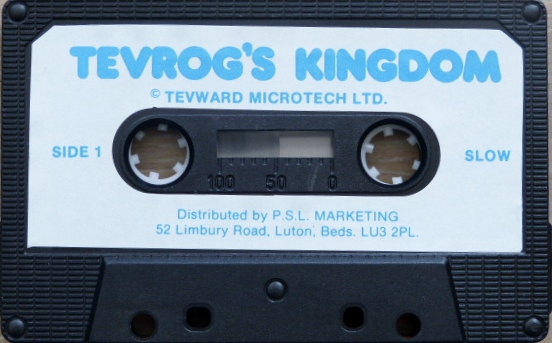 TEVROG'S KINGDOM
© TEVWARD MICROTECH LTD.
SIDE 1
SLOW
100 50 0
Distributed by P.S.L. MARKETING
52 Limbury Road, Luton, Beds. LU3 2PL.